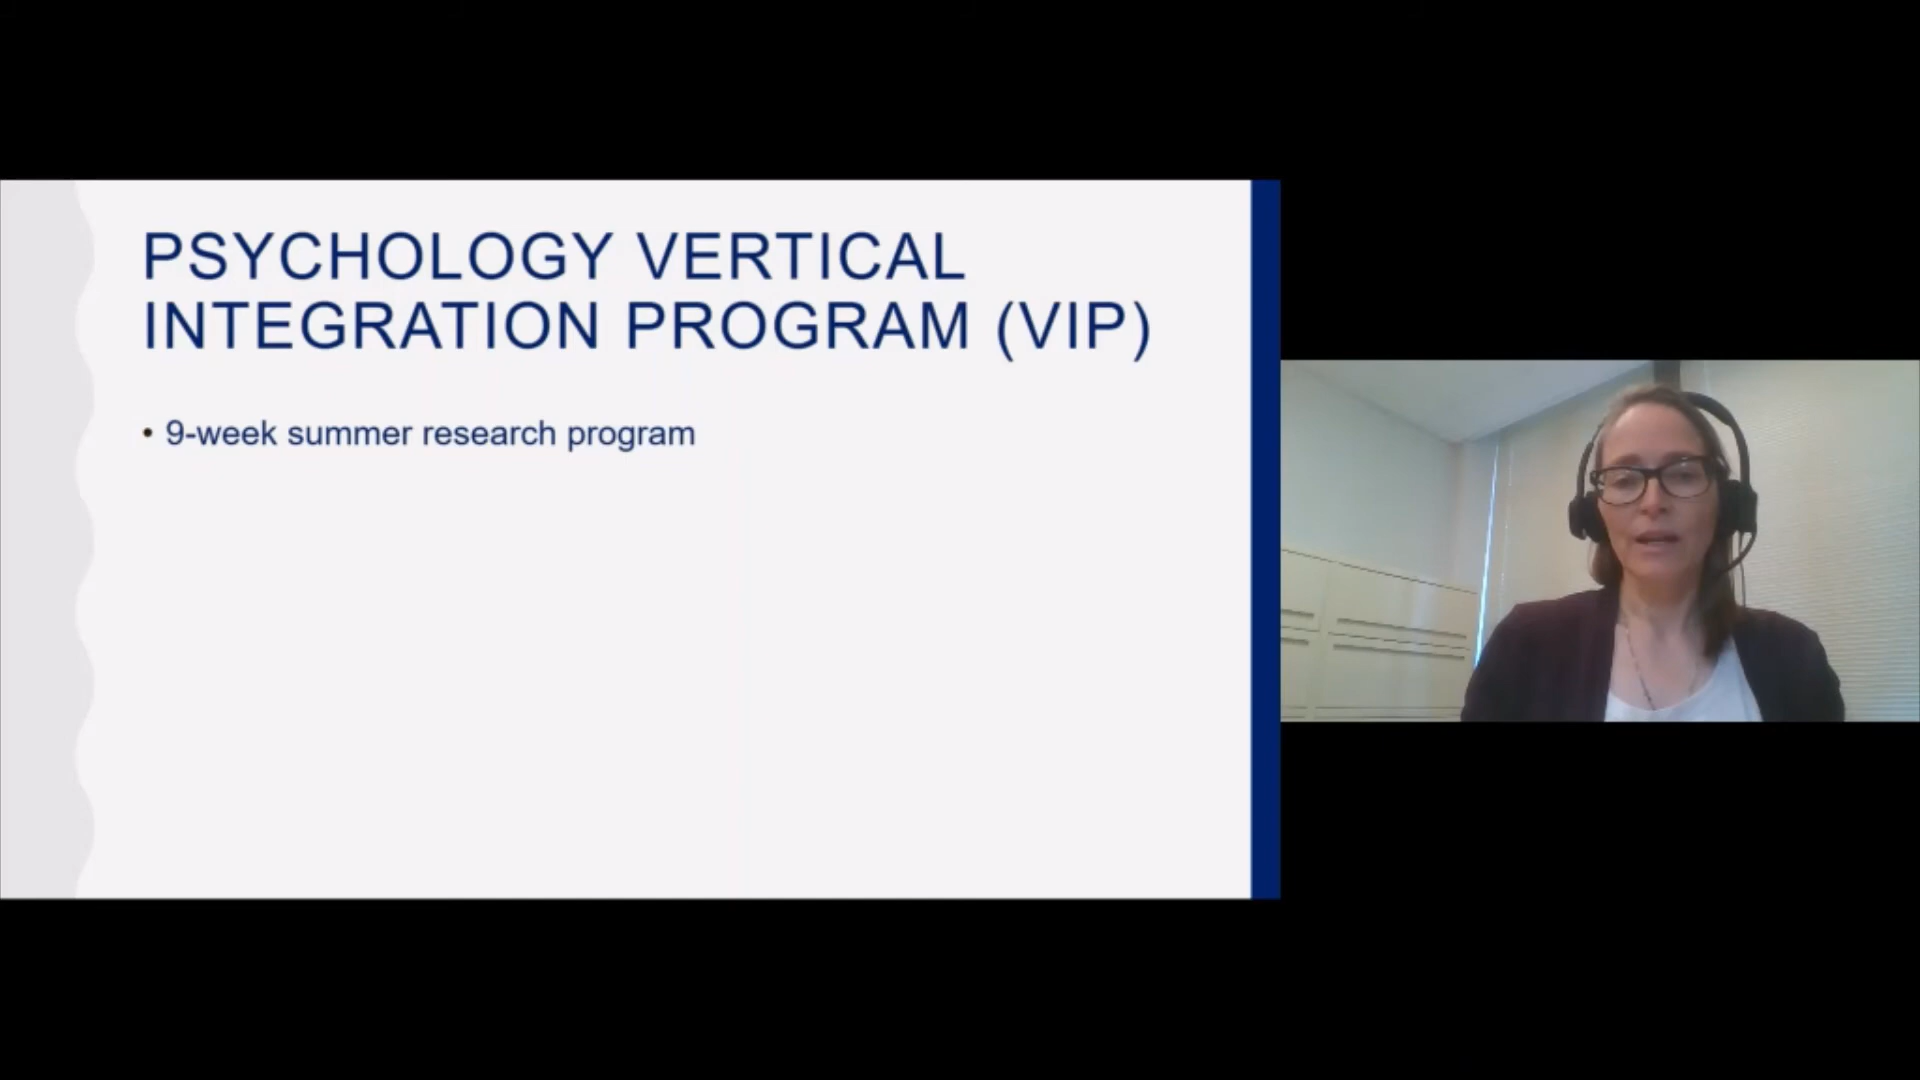 PSYCHOLOGY VERTICAL
INTEGRATION PROGRAM (VIP)
• 9-week summer research program